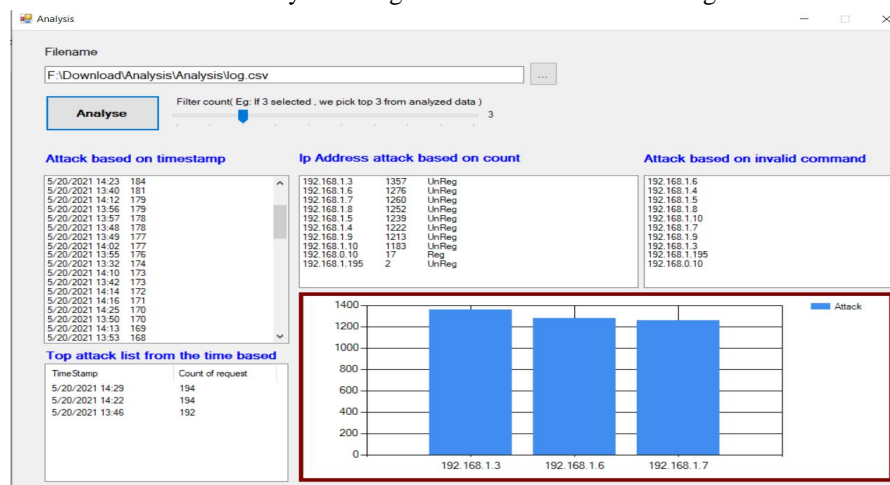 Analysis
Filename
F:\Download\Analysis\Analysis\log.csv
...
Analyse
Filter count( Eg: If 3 selected , we pick top 3 from analyzed data )
3
Attack based on timestamp
5/20/2021 14:23 184
5/20/2021 13:40 181
5/20/2021 14:12 179
5/20/2021 13:56 179
5/20/2021 13:57 178
5/20/2021 13:48 178
5/20/2021 13:49 177
5/20/2021 14:02 177
5/20/2021 13:55 176
5/20/2021 13:32 174
5/20/2021 14:10 173
5/20/2021 13:42 173
5/20/2021 14:14 172
5/20/2021 14:16 171
5/20/2021 14:25 170
5/20/2021 13:50 170
5/20/2021 14:13 169
5/20/2021 13:53 168
Ip Address attack based on count
192.168.1.3 1357 UnReg
192.168.1.6 1276 UnReg
192.168.1.7 1260 UnReg
192.168.1.8 1252 UnReg
192.168.1.5 1239 UnReg
192.168.1.4 1222 UnReg
192.168.1.9 1213 UnReg
192.168.1.10 1183 UnReg
192.168.0.10 17 Reg
192.168.1.195 2 UnReg
Attack based on invalid command
192.168.1.6
192.168.1.4
192.168.1.5
192.168.1.8
192.168.1.10
192.168.1.7
192.168.1.9
192.168.1.3
192.168.1.195
192.168.0.10
Top attack list from the time based
TimeStamp Count of request
5/20/2021 14:29 194
5/20/2021 14:22 194
5/20/2021 13:46 192
1400
1200
1000
800
600
400
200
0
192.168.1.3 192.168.1.6 192.168.1.7
Attack